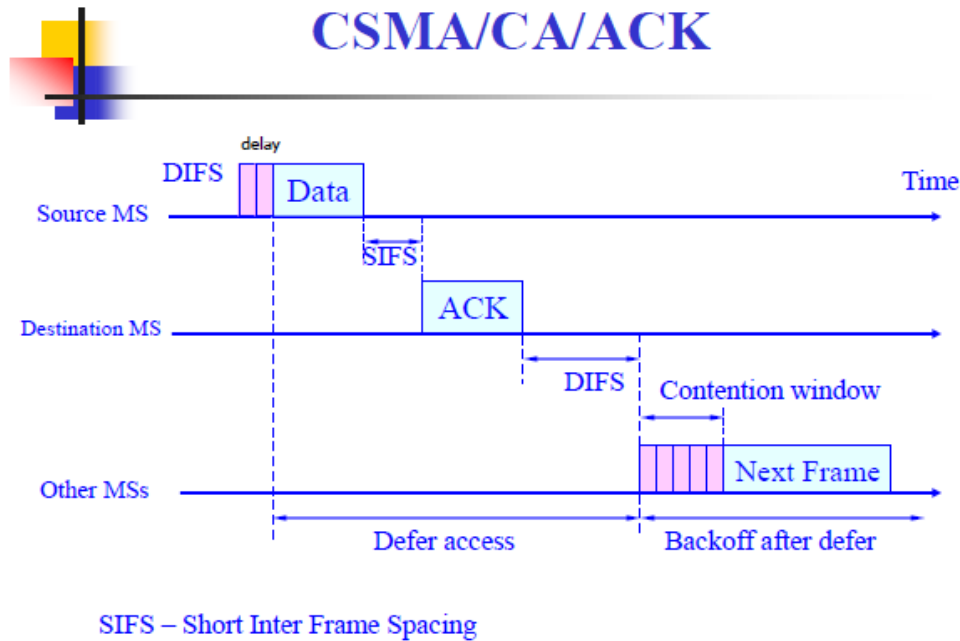 CSMA/CA/ACK
delay
DIFS
Data
Time
Source MS
SIFS
ACK
Destination MS
DIFS
Contention window
Next Frame
Other MSs
Defer access
Backoff after defer
SIFS – Short Inter Frame Spacing